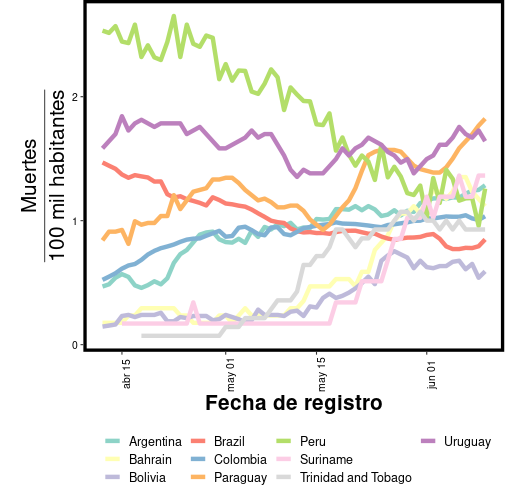 Muertes
100 mil habitantes
2
1
0
abr 15
may 01
may 15
jun 01
Fecha de registro
Argentina Brazil Peru Uruguay
Bahrain Colombia Suriname
Bolivia Paraguay Trinidad and Tobago